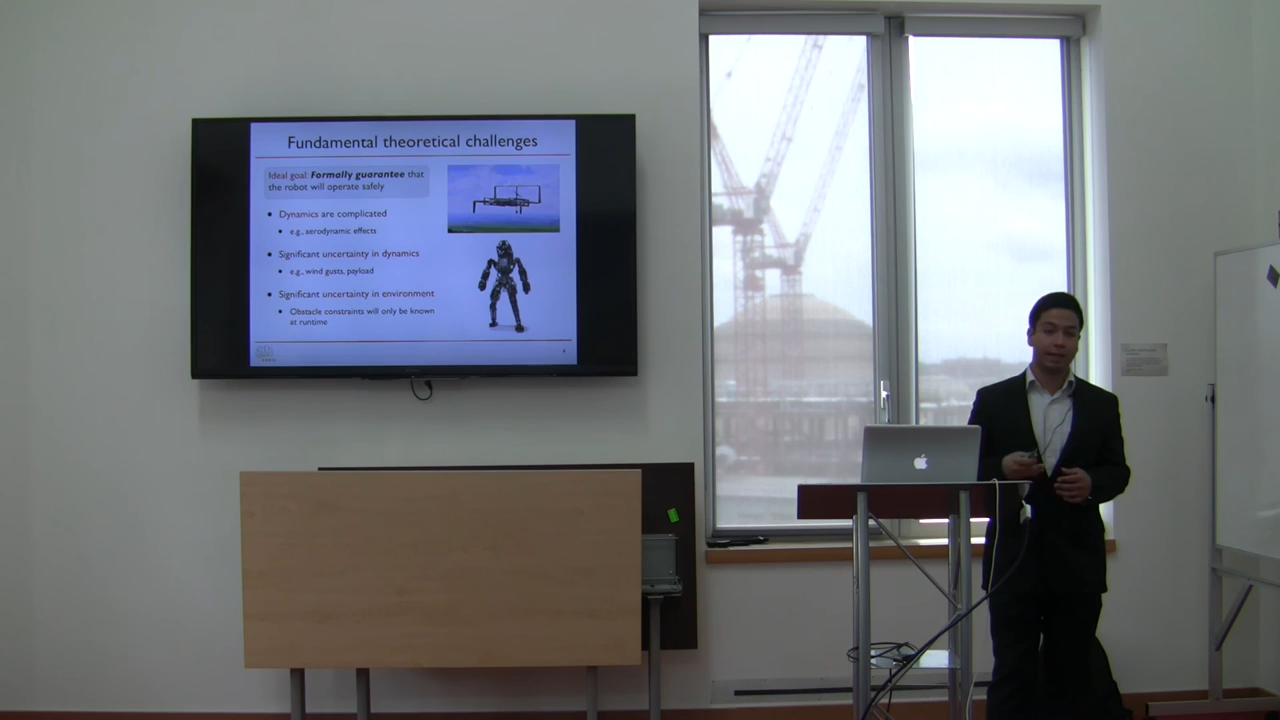 Fundamental theoretical challenges
Ideal goal: Formally guarantee that
the robot will operate safely
• Dynamics are complicated
• e.g., aerodynamic effects
• Significant uncertainty in dynamics
• e.g., wind gusts, payload
• Significant uncertainty in environment
• Obstacle constraints will only be known
at runtime